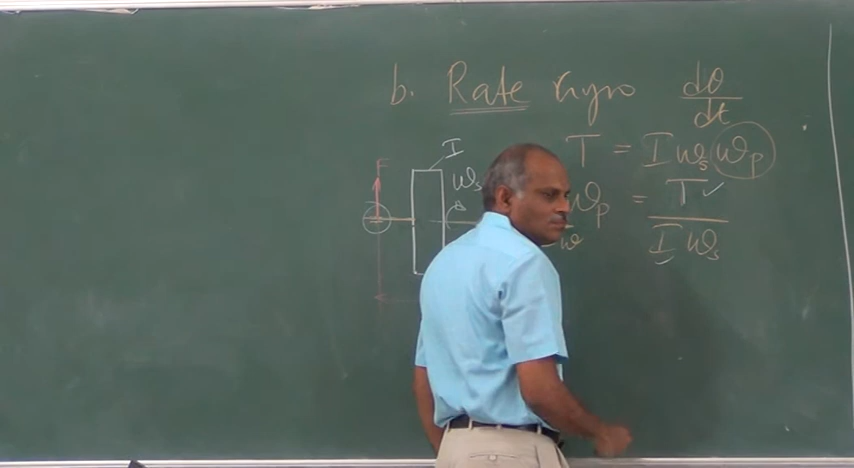 b. Rate Gyro dθ/dt
I T = I ωs ωp
ωs
F
ωp = T ✓ / I ωs
ω